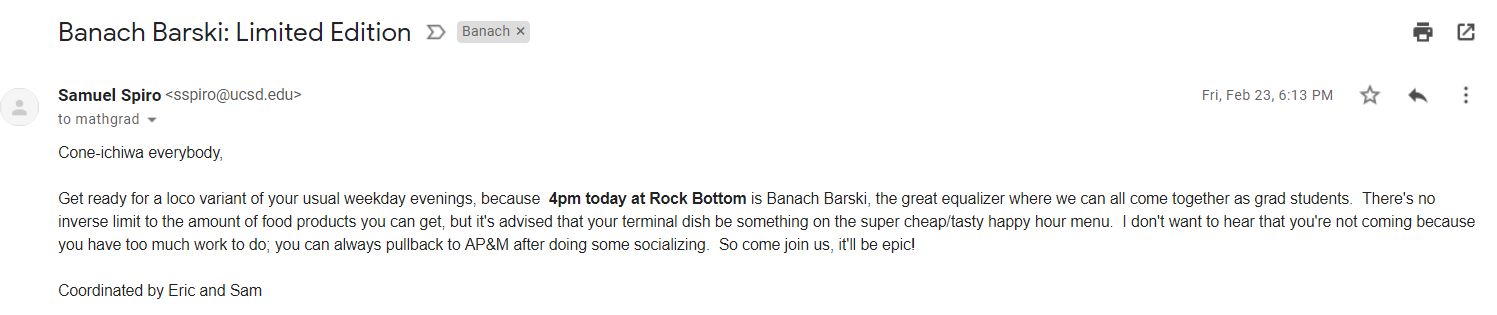 Banach Barski: Limited Edition
Banach ×
Samuel Spiro <sspiro@ucsd.edu>
Fri, Feb 23, 6:13 PM
to mathgrad
Cone-ichiwa everybody,
Get ready for a loco variant of your usual weekday evenings, because  4pm today at Rock Bottom is Banach Barski, the great equalizer where we can all come together as grad students.  There's no
inverse limit to the amount of food products you can get, but it's advised that your terminal dish be something on the super cheap/tasty happy hour menu.  I don't want to hear that you're not coming because
you have too much work to do; you can always pullback to AP&M after doing some socializing.  So come join us, it'll be epic!
Coordinated by Eric and Sam